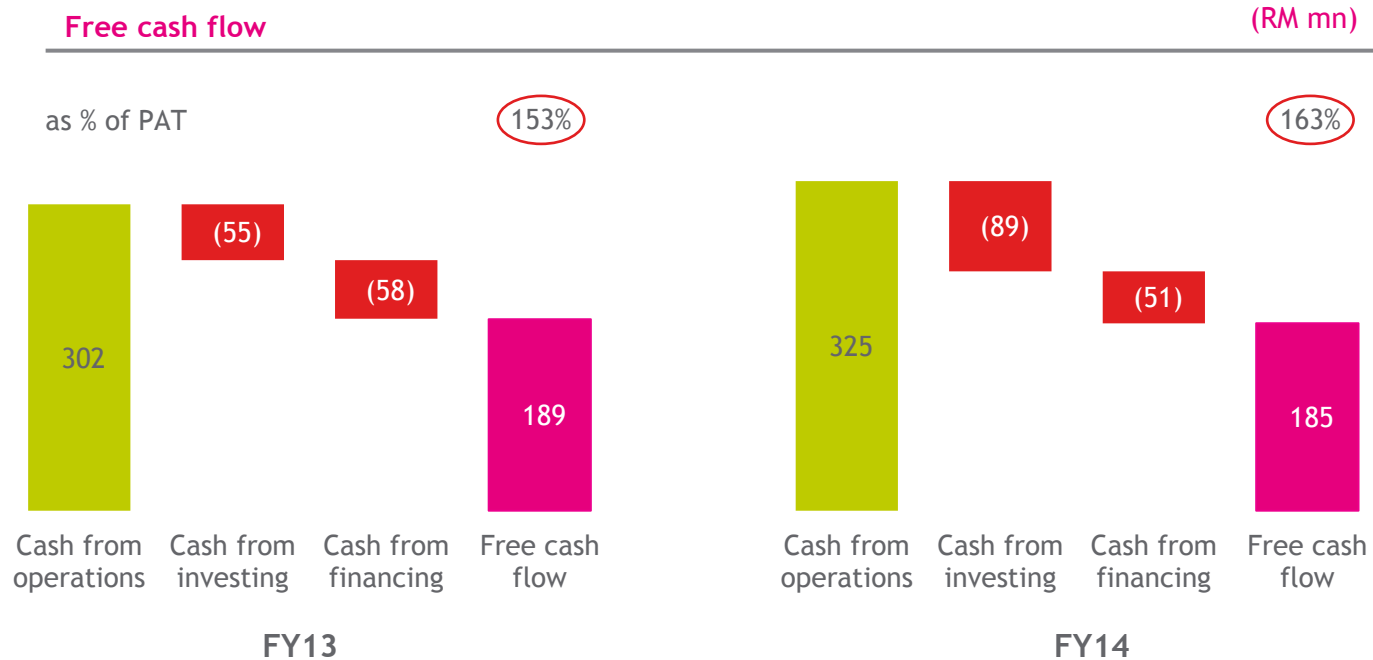 Free cash flow
(RM mn)
as % of PAT
153%
163%
(55)
(58)
302
189
(89)
(51)
325
185
Cash from
operations
Cash from
investing
Cash from
financing
Free cash
flow
Cash from
operations
Cash from
investing
Cash from
financing
Free cash
flow
FY13
FY14